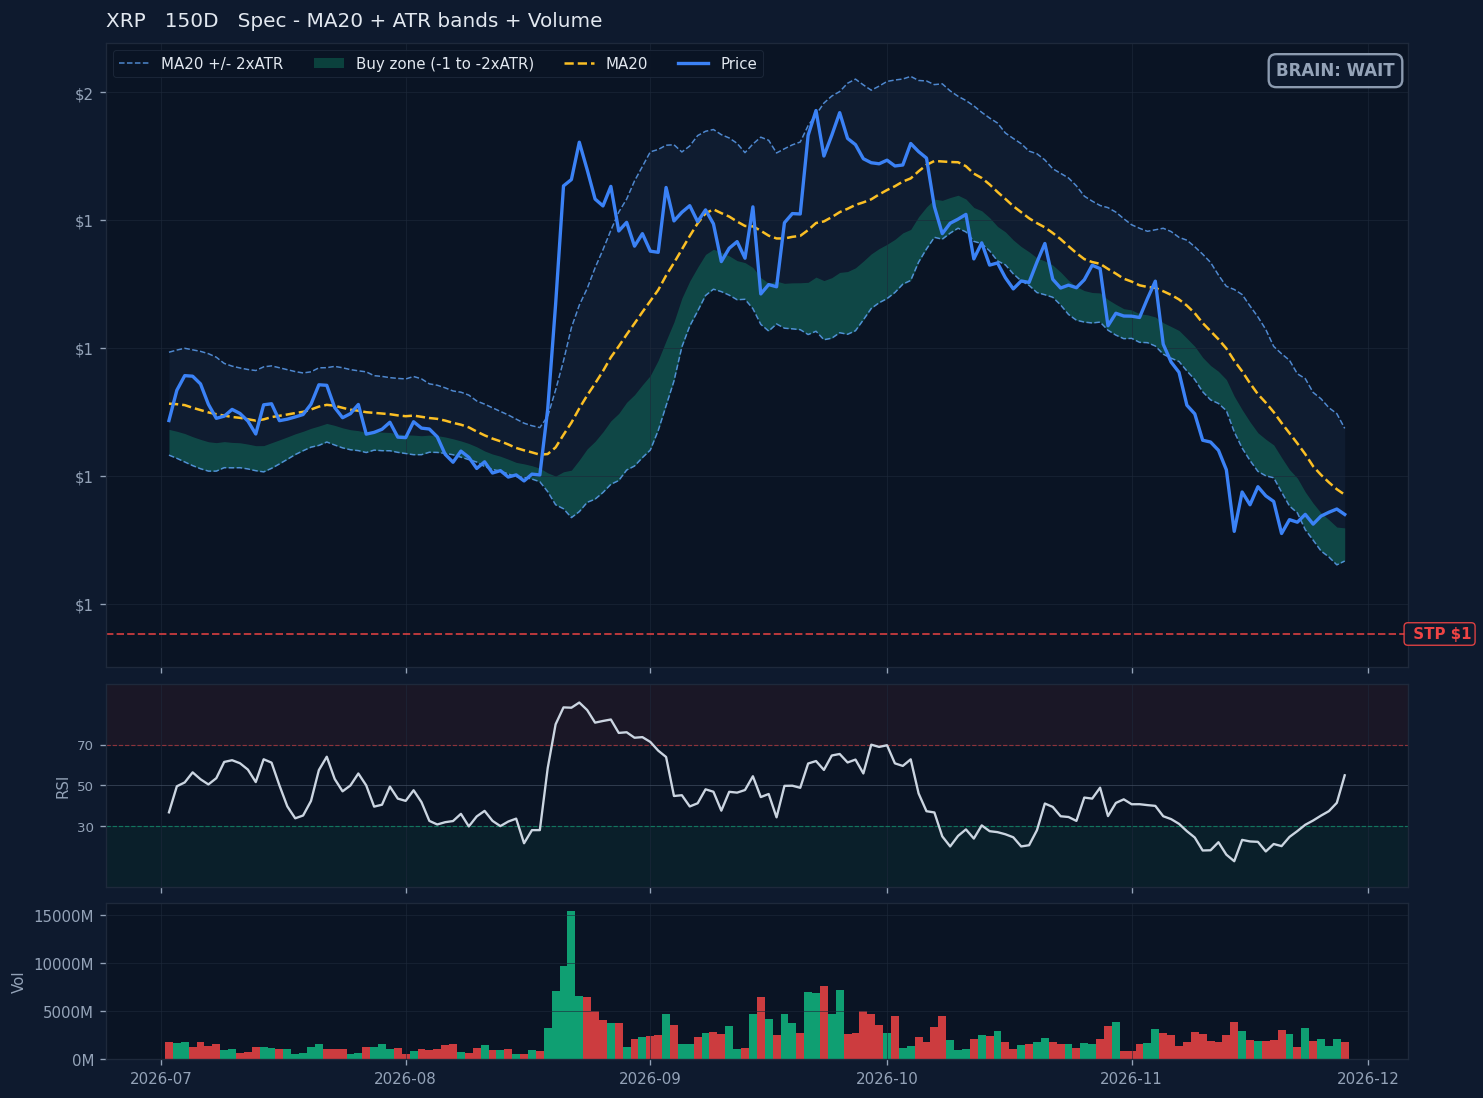 XRP   150D   Spec - MA20 + ATR bands + Volume
MA20 +/- 2xATR
Buy zone (-1 to -2xATR)
MA20
Price
BRAIN: WAIT
$2
$1
$1
$1
$1
STP $1
RSI
70
50
30
Vol
15000M
10000M
5000M
0M
2026-07
2026-08
2026-09
2026-10
2026-11
2026-12